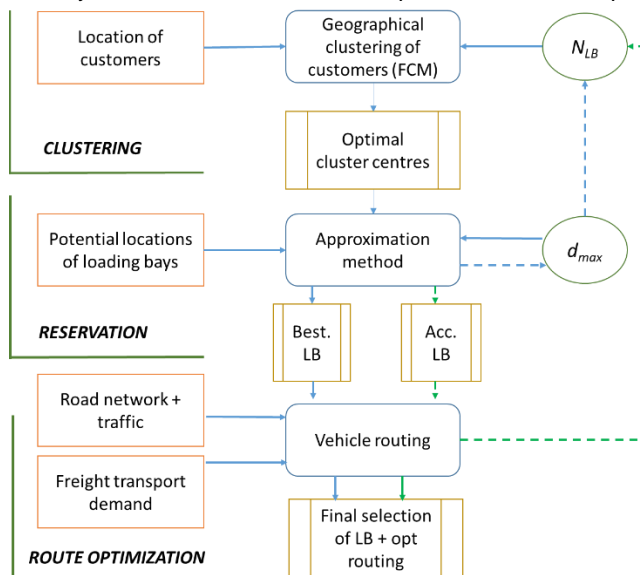 Location of
customers
Geographical
clustering of
customers (FCM)
N_LB
CLUSTERING
Optimal
cluster centres
Potential locations
of loading bays
Approximation
method
d_max
RESERVATION
Best.
LB
Acc.
LB
Road network +
traffic
Vehicle routing
Freight transport
demand
Final selection
of LB + opt
routing
ROUTE OPTIMIZATION